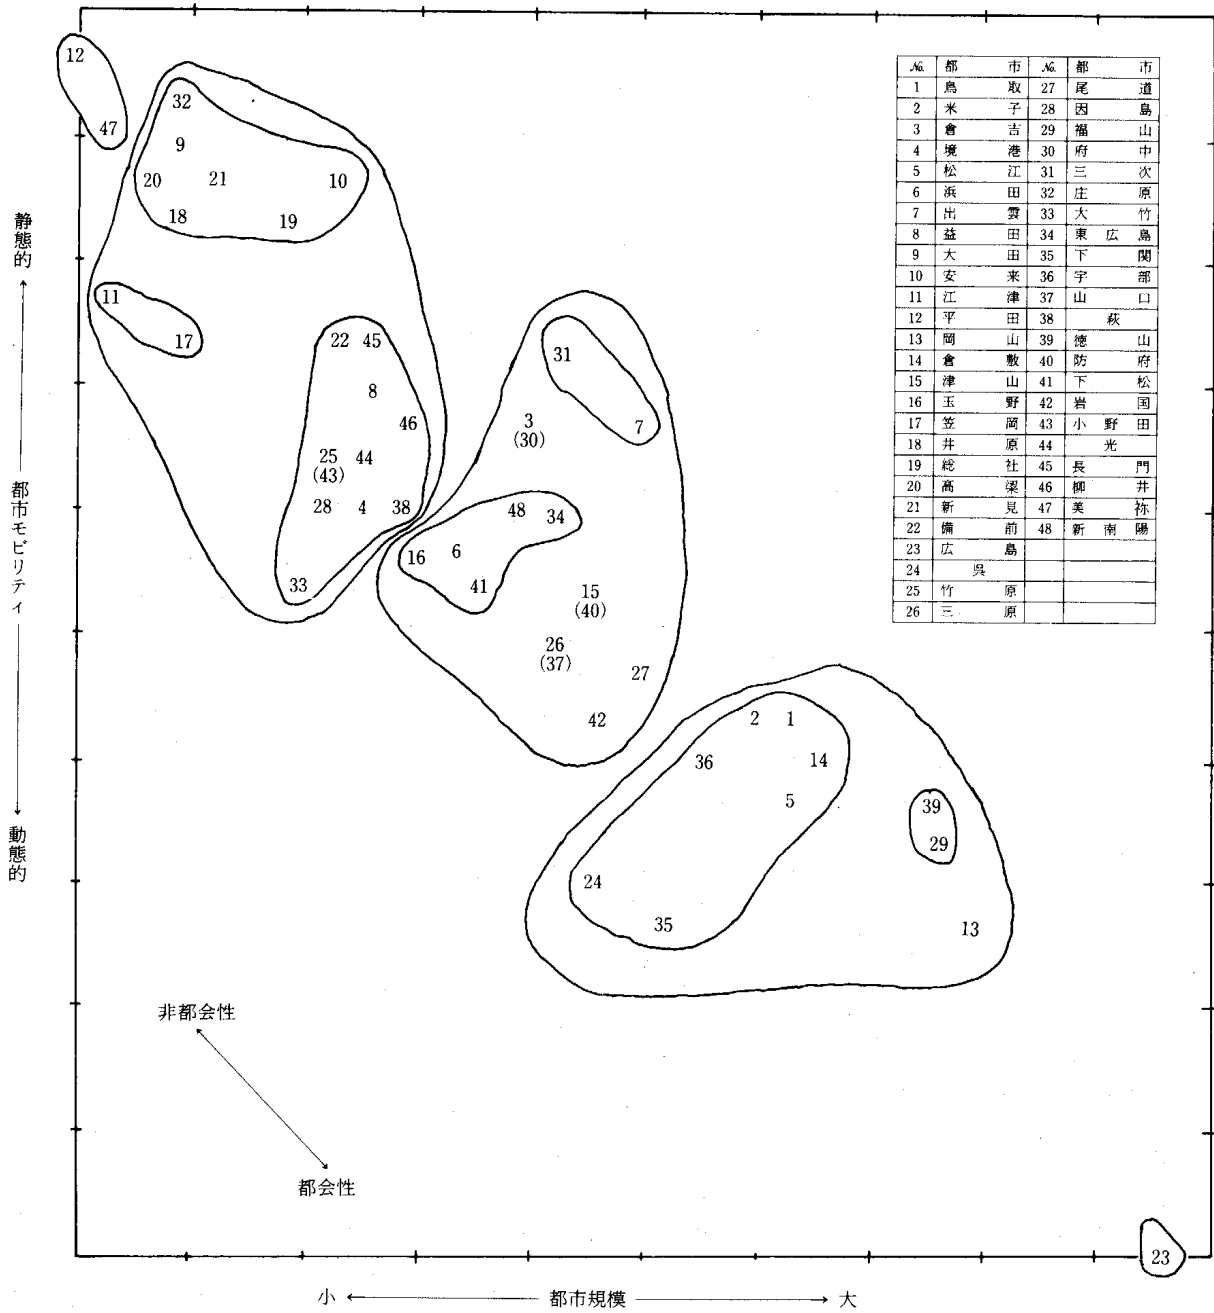 12
47
32
9
20 21 10
18 19
11
17
22 45
8
46
25 44
(43)
28 4 38
33
31
3 7
(30)
48 34
16 6
41
15
(40)
26
(37) 27
42
2 1
36 14
5
39
29
24
35 13
23
静態的
都市モビリティ
動態的
非都会性
都会性
小 都市規模 大
№ 都市 № 都市
1 鳥取 27 尾道
2 米子 28 因島
3 倉吉 29 福山
4 境港 30 府中
5 松江 31 三次
6 浜田 32 庄原
7 出雲 33 大竹
8 益田 34 東広島
9 大田 35 下関
10 安来 36 宇部
11 江津 37 山口
12 平田 38 萩
13 岡山 39 徳山
14 倉敷 40 防府
15 津山 41 下松
16 玉野 42 岩国
17 笠岡 43 小野田
18 井原 44 光
19 総社 45 長門
20 高梁 46 柳井
21 新見 47 美祢
22 備前 48 新南陽
23 広島
24 呉
25 竹原
26 三原